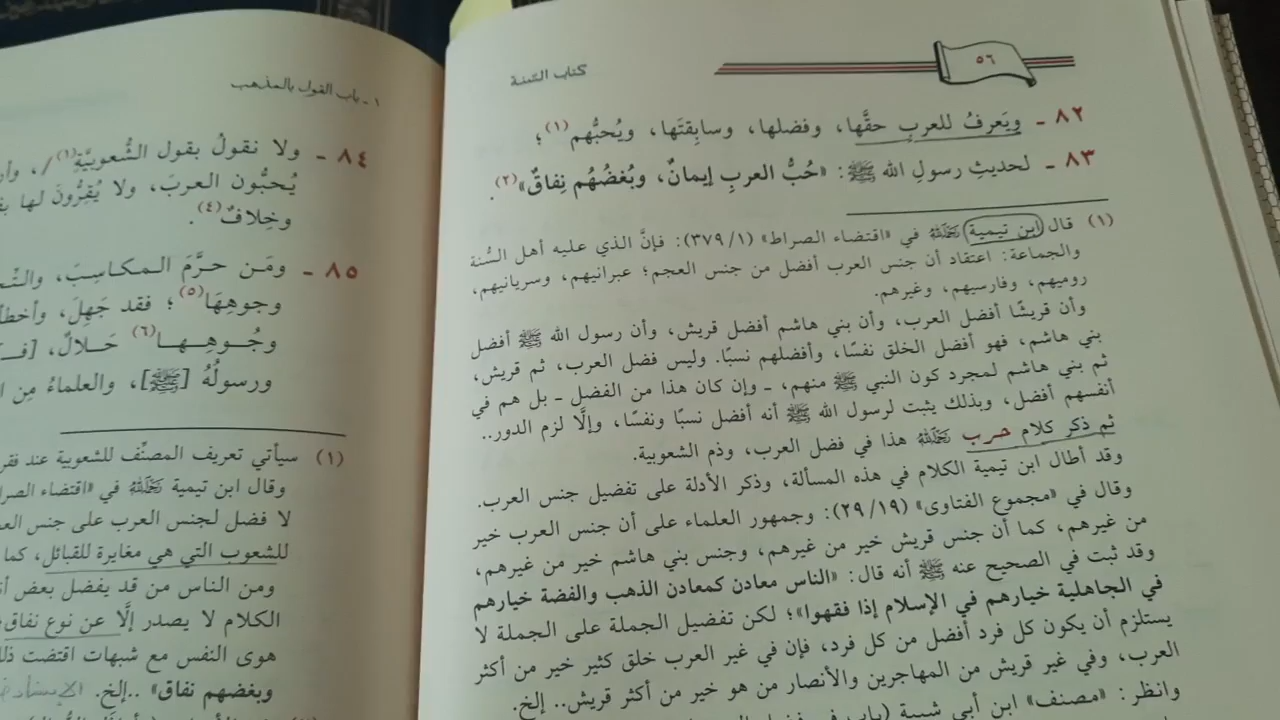 ٥٦
كتاب السّنة
٨٢ - ويَعرفُ للعربِ حقَّها، وفضلها، وسابِقتَها، ويُحبُّهم(١)؛
٨٣ - لحديثِ رسولِ الله ﷺ: «حُبُّ العربِ إيمانٌ، وبُغضُهُم نِفاقٌ»(٢).
(١) قال ابن تيمية رَحِمَهُ اللهُ في «اقتضاء الصراط» (٣٧٩/١): فإنَّ الذي عليه أهل السُّنة
والجماعة: اعتقاد أن جنس العرب أفضل من جنس العجم؛ عبرانيهم، وسريانيهم،
روميهم، وفارسيهم، وغيرهم.
وأن قريشًا أفضل العرب، وأن بني هاشم أفضل قريش، وأن رسول الله ﷺ أفضل
بني هاشم، فهو أفضل الخلق نفسًا، وأفضلهم نسبًا. وليس فضل العرب، ثم قريش،
ثم بني هاشم لمجرد كون النبي ﷺ منهم، ـ وإن كان هذا من الفضل ـ بل هم في
أنفسهم أفضل، وبذلك يثبت لرسول الله ﷺ أنه أفضل نسبًا ونفسًا، وإلَّا لزم الدور..
ثم ذكر كلام حرب رَحِمَهُ اللهُ هذا في فضل العرب، وذم الشعوبية.
وقد أطال ابن تيمية الكلام في هذه المسألة، وذكر الأدلة على تفضيل جنس العرب.
وقال في «مجموع الفتاوى» (٢٩/١٩): وجمهور العلماء على أن جنس العرب خير
من غيرهم، كما أن جنس قريش خير من غيرهم، وجنس بني هاشم خير من غيرهم،
وقد ثبت في الصحيح عنه ﷺ أنه قال: «الناس معادن كمعادن الذهب والفضة خيارهم
في الجاهلية خيارهم في الإسلام إذا فقهوا»؛ لكن تفضيل الجملة على الجملة لا
يستلزم أن يكون كل فرد أفضل من كل فرد، فإن في غير العرب خلق كثير خير من أكثر
العرب، وفي غير قريش من المهاجرين والأنصار من هو خير من أكثر قريش.. إلخ.
وانظر: «مصنف» ابن أبي شيبة (باب في فضل
١ - باب القول بالمذهب
٨٤ - ولا نقولُ بقول الشُّعوبيَّةِ(١)/،
يُحبُّون العربَ، ولا يُقِرُّونَ لها
وخِلافٌ(٤).
٨٥ - ومَـن حرَّمَ الـمكاسِبَ،
وجوهِهَا(٥)؛ فقد جَهِلَ،
وجُـوهِـهـا(٦) حَـلالٌ،
ورسولُهُ [ﷺ]، والعلماءُ مِن
(١) سيأتي تعريف المصنِّف للشعوبية عند
وقال ابن تيمية رَحِمَهُ اللهُ في «اقتضاء
لا فضل لجنس العرب على جنس
للشعوب التي هي مغايرة للقبائل، كما
ومن الناس من قد يفضل بعض
الكلام لا يصدر إلَّا عن نوع نفاق
هوى النفس مع شبهات اقتضت
وبغضهم نفاق» ..إلخ.